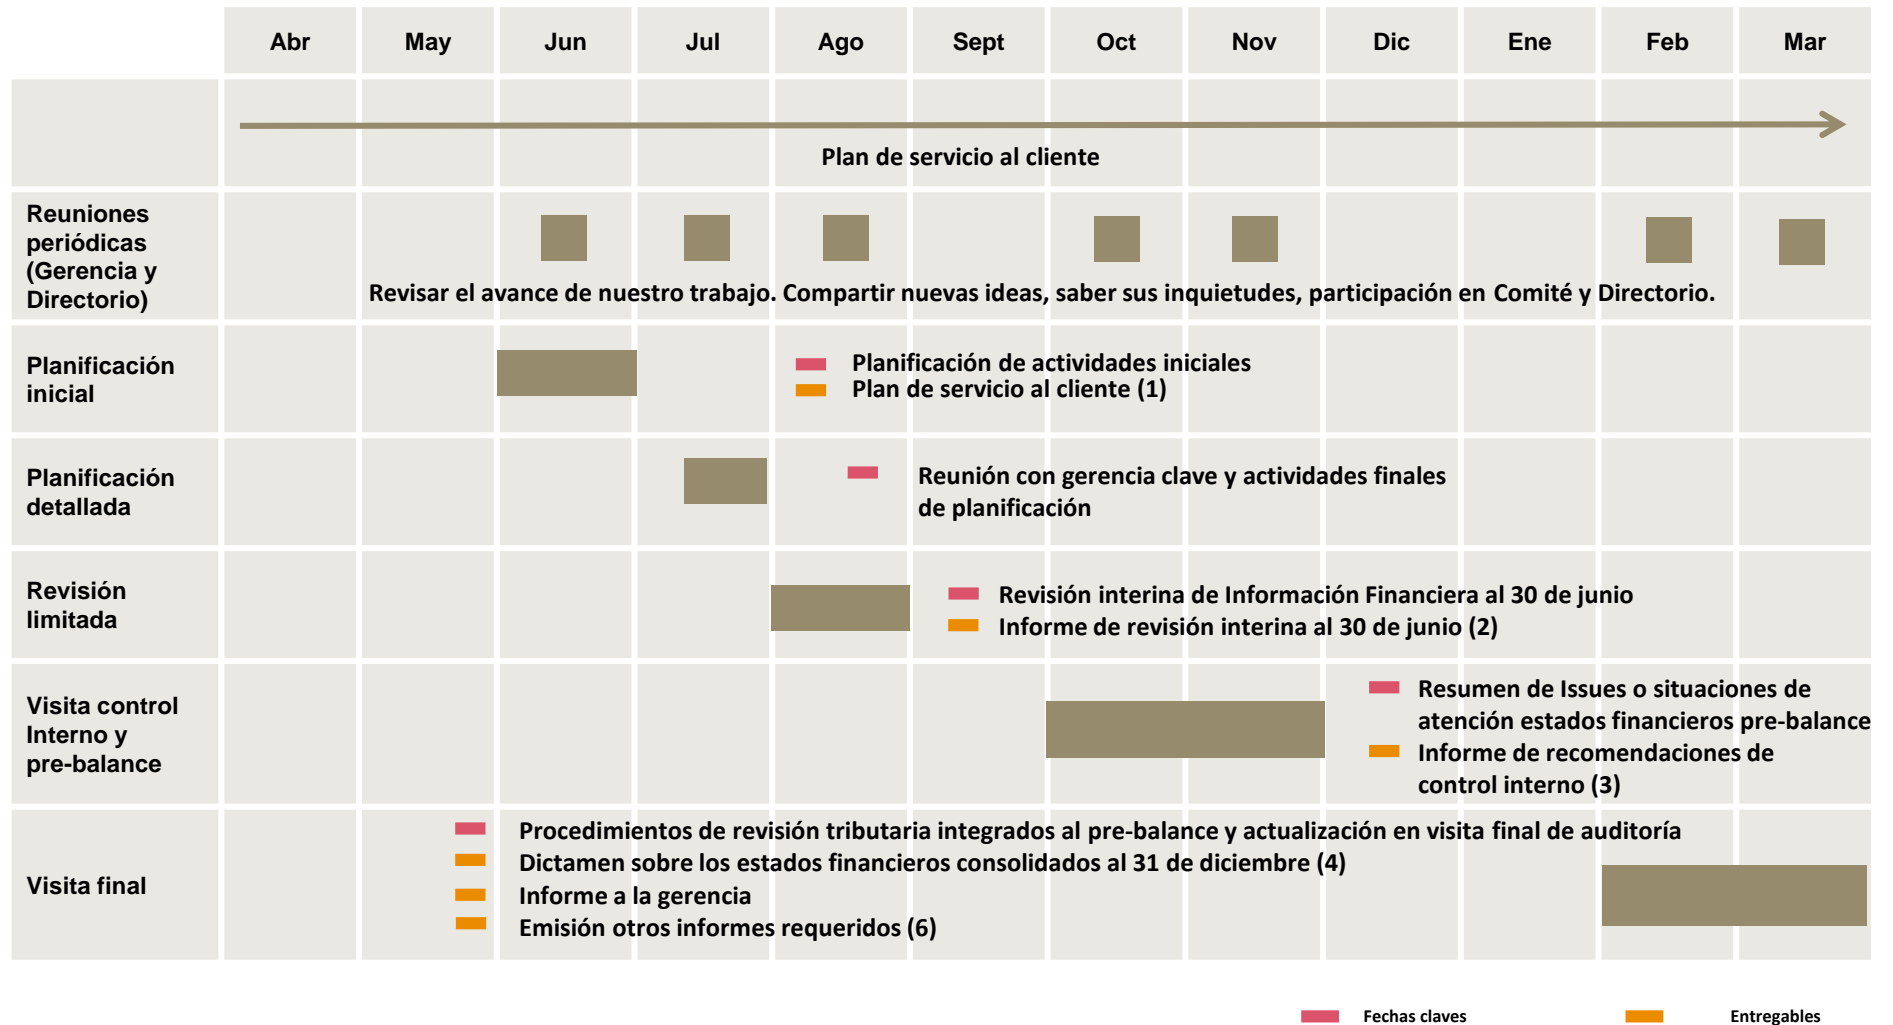 Abr May Jun Jul Ago Sept Oct Nov Dic Ene Feb Mar
Plan de servicio al cliente
Reuniones
periódicas
(Gerencia y
Directorio)
Revisar el avance de nuestro trabajo. Compartir nuevas ideas, saber sus inquietudes, participación en Comité y Directorio.
Planificación
inicial
Planificación de actividades iniciales
Plan de servicio al cliente (1)
Planificación
detallada
Reunión con gerencia clave y actividades finales
de planificación
Revisión
limitada
Revisión interina de Información Financiera al 30 de junio
Informe de revisión interina al 30 de junio (2)
Visita control
Interno y
pre-balance
Resumen de Issues o situaciones de
atención estados financieros pre-balance
Informe de recomendaciones de
control interno (3)
Visita final
Procedimientos de revisión tributaria integrados al pre-balance y actualización en visita final de auditoría
Dictamen sobre los estados financieros consolidados al 31 de diciembre (4)
Informe a la gerencia
Emisión otros informes requeridos (6)
Fechas claves
Entregables